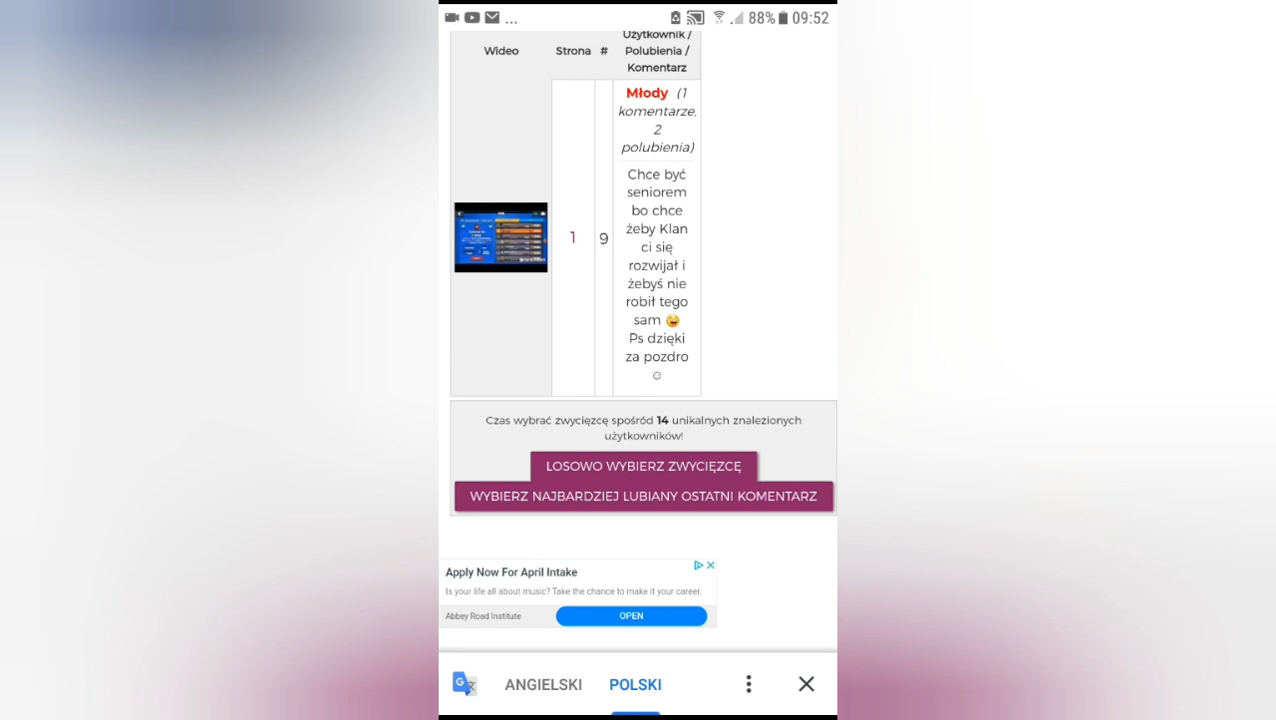 ... 88% 09:52
Użytkownik /
Wideo Strona # Polubienia /
Komentarz
Młody (1
komentarze,
2
polubienia)
Chce być
seniorem
bo chce
żeby Klan
ci się
rozwijał i
żebyś nie
robił tego
sam 😄
Ps dzięki
za pozdro
☺
1 9
Czas wybrać zwycięzcę spośród 14 unikalnych znalezionych
użytkowników!
LOSOWO WYBIERZ ZWYCIĘZCĘ
WYBIERZ NAJBARDZIEJ LUBIANY OSTATNI KOMENTARZ
Apply Now For April Intake
Is your life all about music? Take the chance to make it your career.
Abbey Road Institute OPEN
ANGIELSKI POLSKI